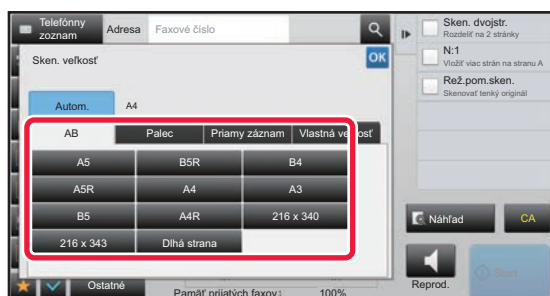 Telefónny
zoznam
Adresa
Faxové číslo
Sken. dvojstr.
Rozdeliť na 2 stránky
N:1
Vložiť viac strán na stranu A
Rež.pom.sken.
Skenovať tenký originál
Sken. veľkosť
OK
Autom.
A4
AB
Palec
Priamy záznam
Vlastná veľkosť
A5
B5R
B4
A5R
A4
A3
B5
A4R
216 x 340
216 x 343
Dlhá strana
Náhľad
CA
Ostatné
Pamäť prijatých faxov:
100%
Reprod.
Start